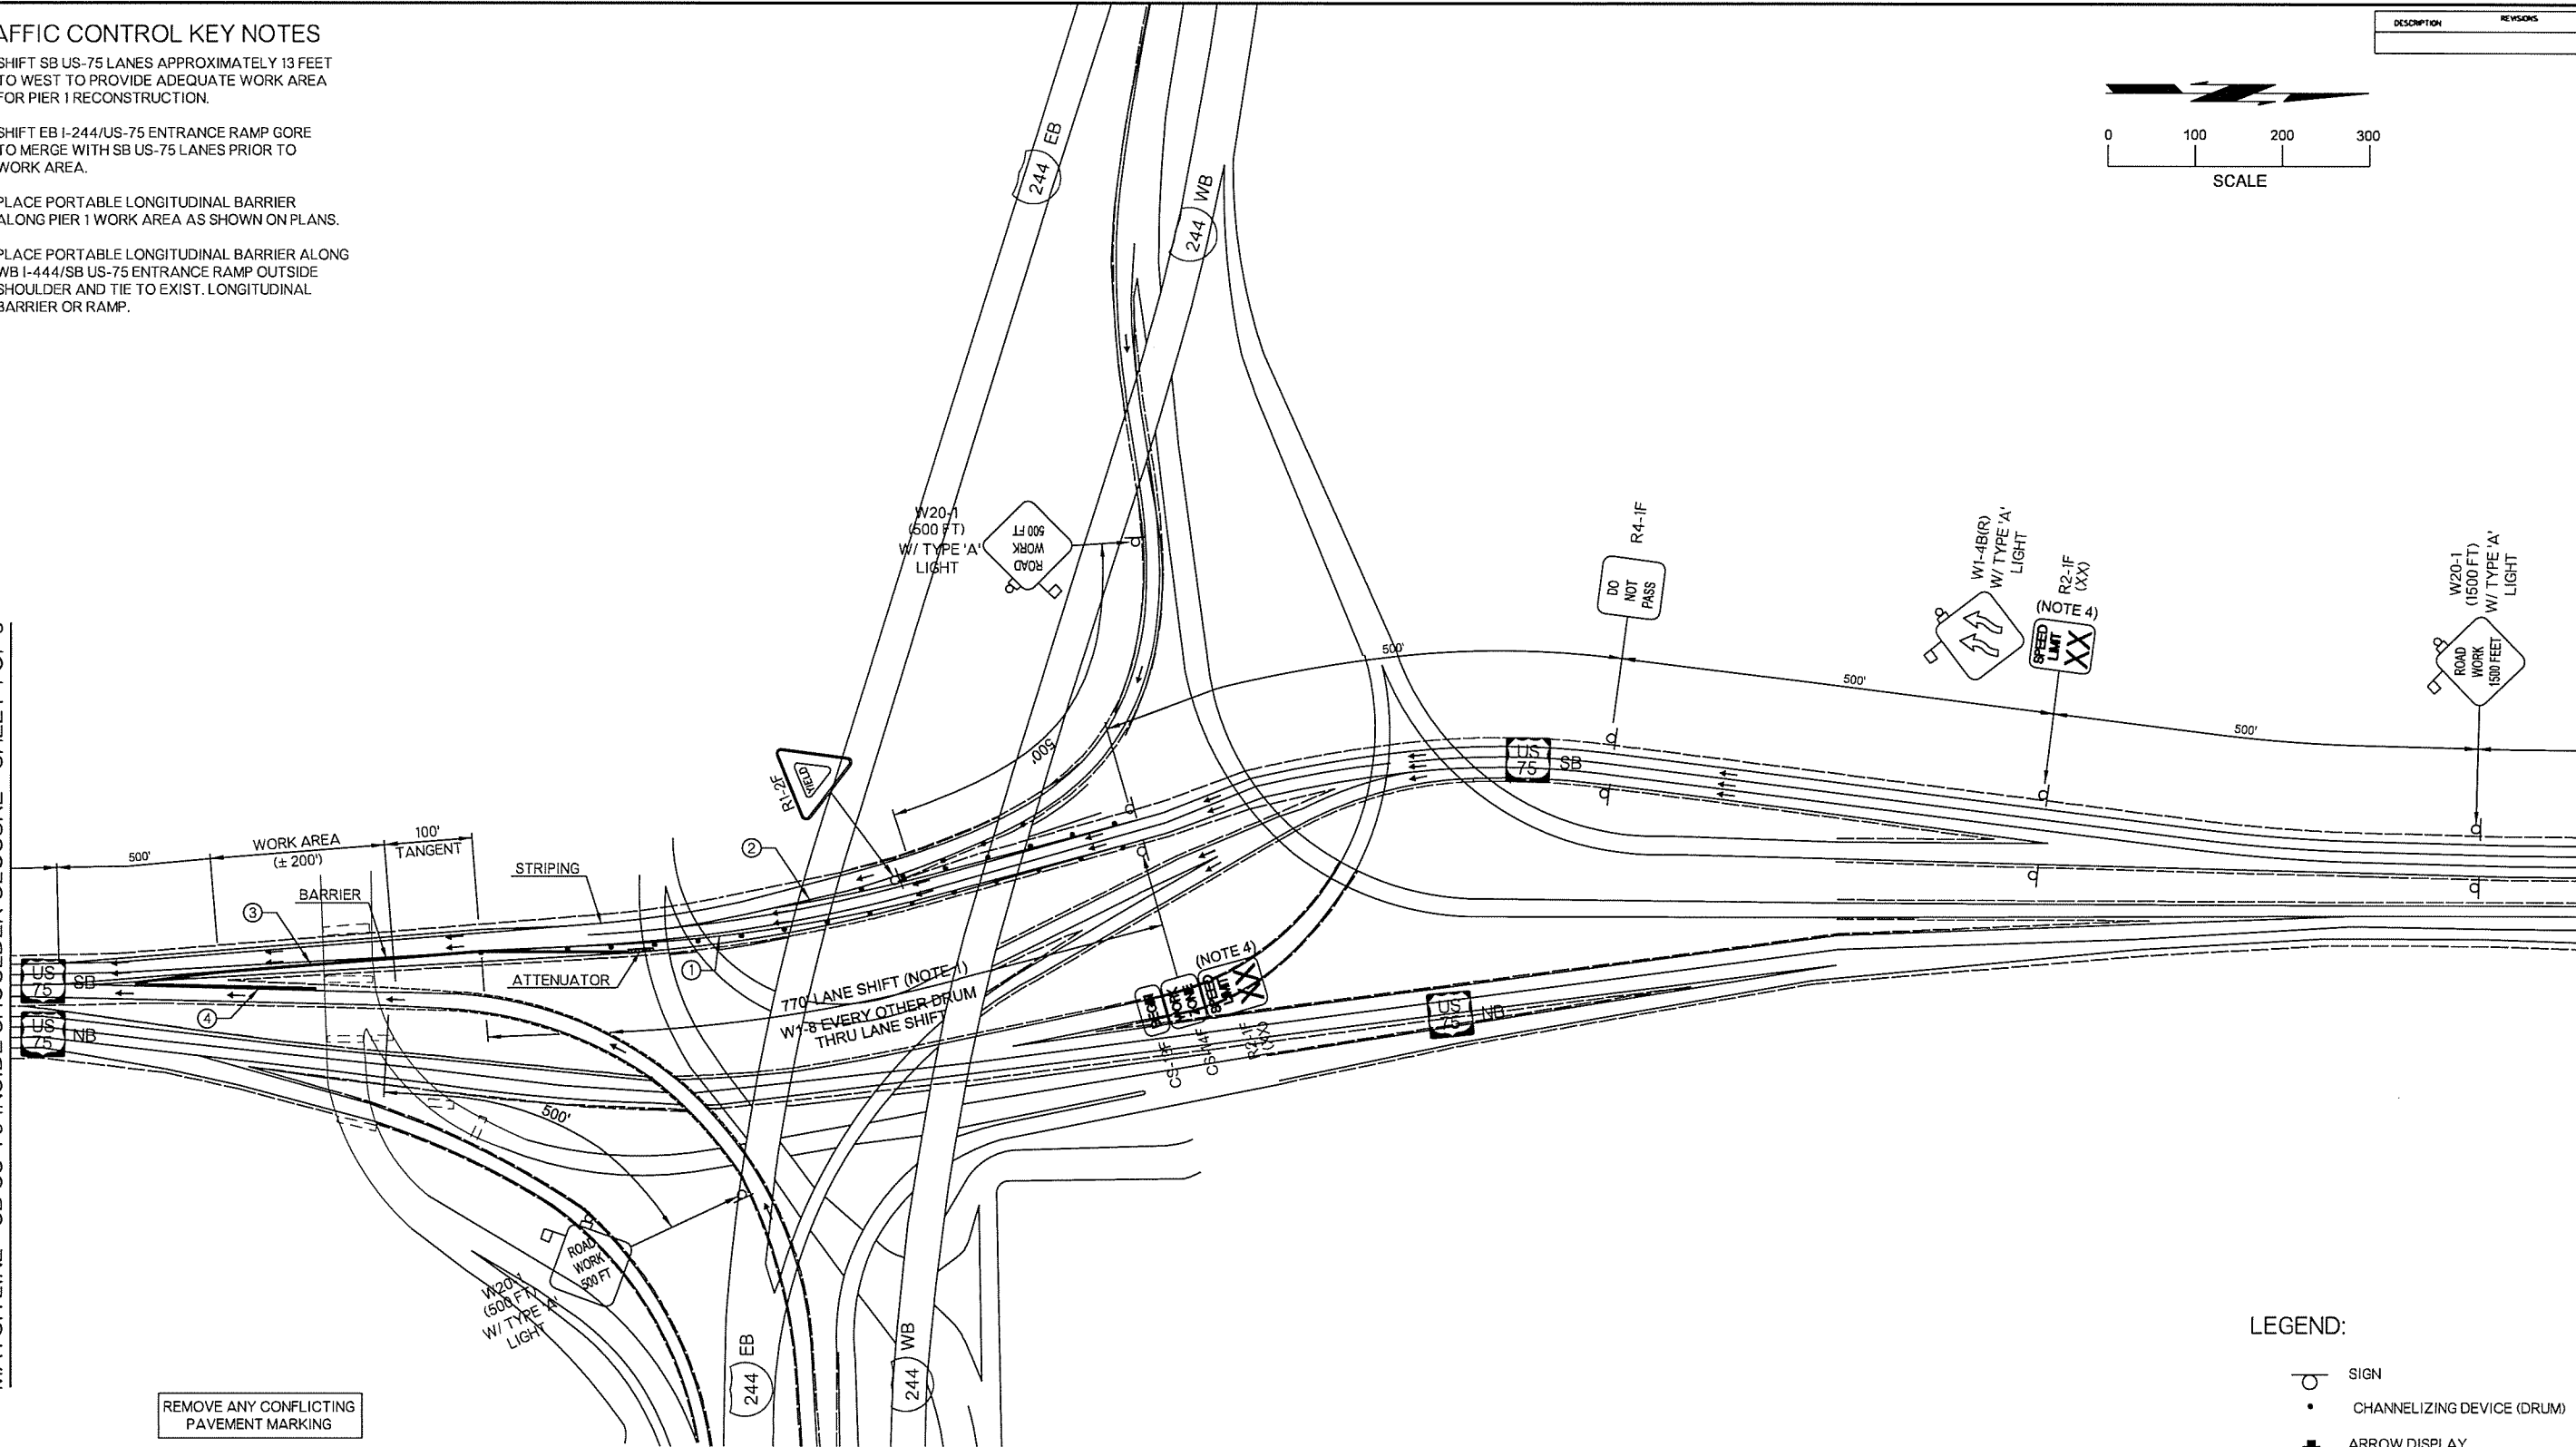 AFFIC CONTROL KEY NOTES
SHIFT SB US-75 LANES APPROXIMATELY 13 FEET
TO WEST TO PROVIDE ADEQUATE WORK AREA
FOR PIER 1 RECONSTRUCTION.
SHIFT EB I-244/US-75 ENTRANCE RAMP GORE
TO MERGE WITH SB US-75 LANES PRIOR TO
WORK AREA.
PLACE PORTABLE LONGITUDINAL BARRIER
ALONG PIER 1 WORK AREA AS SHOWN ON PLANS.
PLACE PORTABLE LONGITUDINAL BARRIER ALONG
WB I-444/SB US-75 ENTRANCE RAMP OUTSIDE
SHOULDER AND TIE TO EXIST. LONGITUDINAL
BARRIER OR RAMP.
DESCRIPTION REVISIONS
0 100 200 300
SCALE
244 EB
244 WB
W20-1
(500 FT)
W/ TYPE 'A'
LIGHT
ROAD
WORK
500 FT
R4-1F
DO
NOT
PASS
W1-4B(R)
W/ TYPE 'A'
LIGHT
R2-1F
(XX)
(NOTE 4)
SPEED
LIMIT
XX
W20-1
(1500 FT)
W/ TYPE 'A'
LIGHT
ROAD
WORK
1500 FEET
500'
500'
500'
500'
R1-2F
YIELD
US
75
SB
500'
WORK AREA
(± 200')
100'
TANGENT
STRIPING
BARRIER
ATTENUATOR
1
2
3
4
US
75
SB
US
75
NB
770' LANE SHIFT (NOTE 1)
W1-8 EVERY OTHER DRUM
THRU LANE SHIFT
(NOTE 4)
BEGIN
WORK
ZONE
SPEED
LIMIT
XX
R2-1F
(XX)
US
75
NB
500'
ROAD
WORK
500 FT
W20-1
(500 FT)
W/ TYPE 'A'
LIGHT
244 EB
244 WB
REMOVE ANY CONFLICTING
PAVEMENT MARKING
LEGEND:
SIGN
CHANNELIZING DEVICE (DRUM)
ARROW DISPLAY